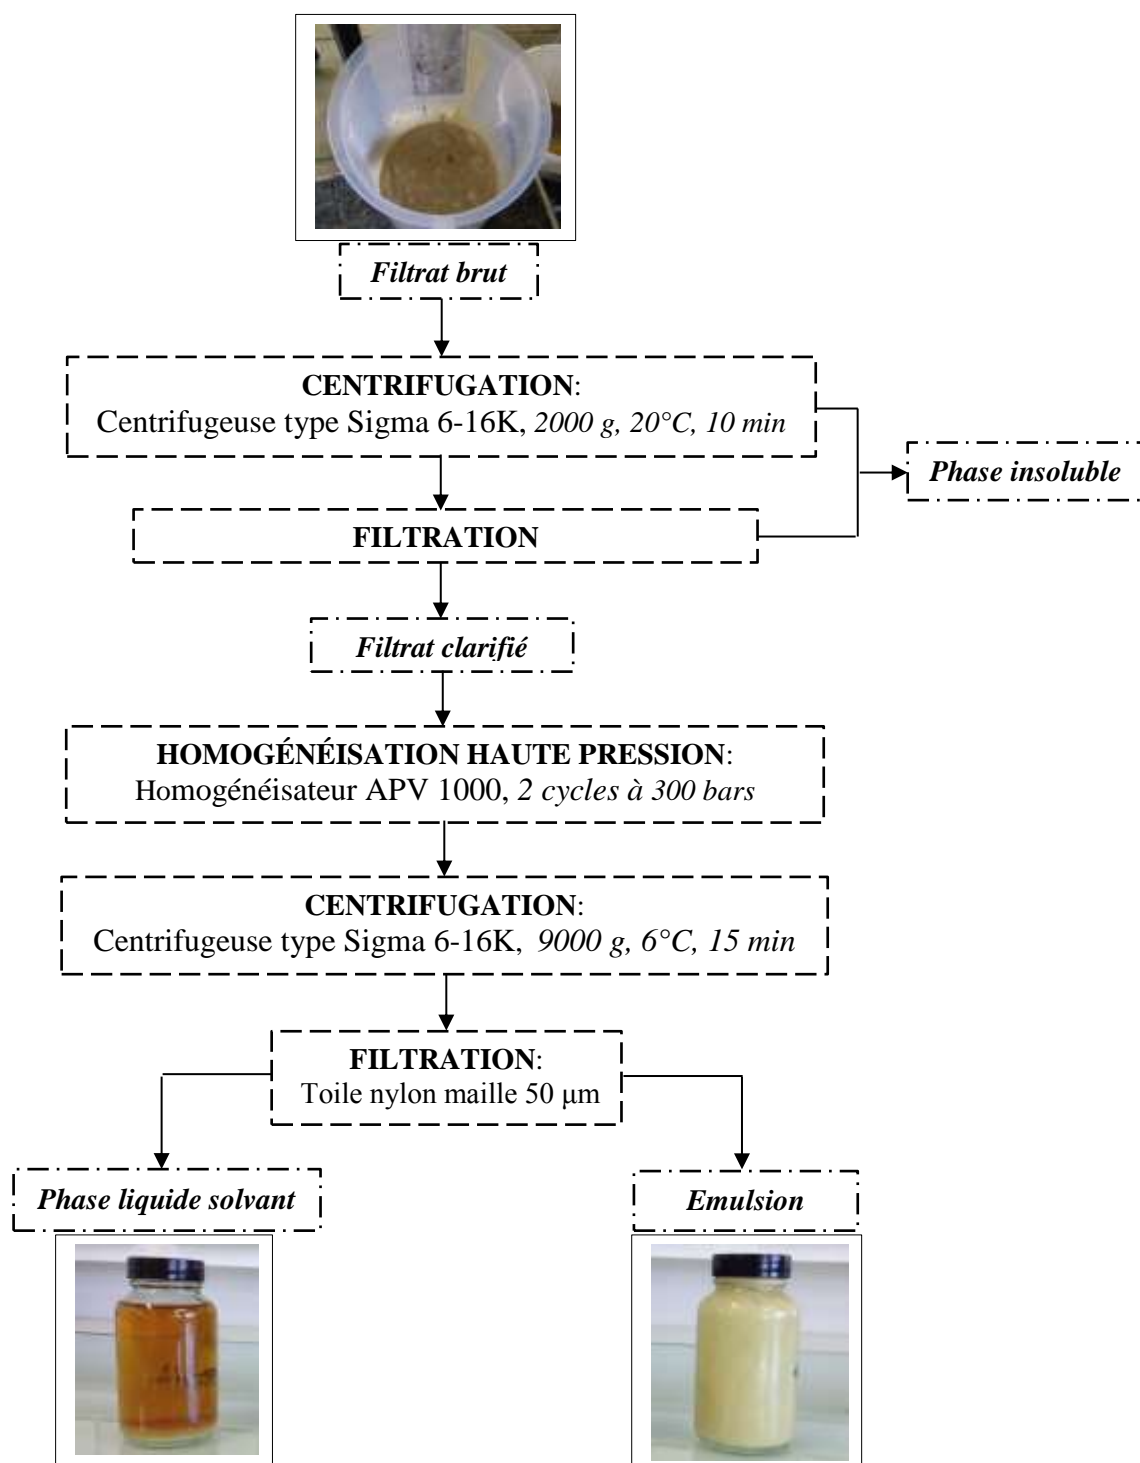 Filtrat brut
CENTRIFUGATION:
Centrifugeuse type Sigma 6-16K, 2000 g, 20°C, 10 min
Phase insoluble
FILTRATION
Filtrat clarifié
HOMOGÉNÉISATION HAUTE PRESSION:
Homogénéisateur APV 1000, 2 cycles à 300 bars
CENTRIFUGATION:
Centrifugeuse type Sigma 6-16K, 9000 g, 6°C, 15 min
FILTRATION:
Toile nylon maille 50 µm
Phase liquide solvant
Emulsion